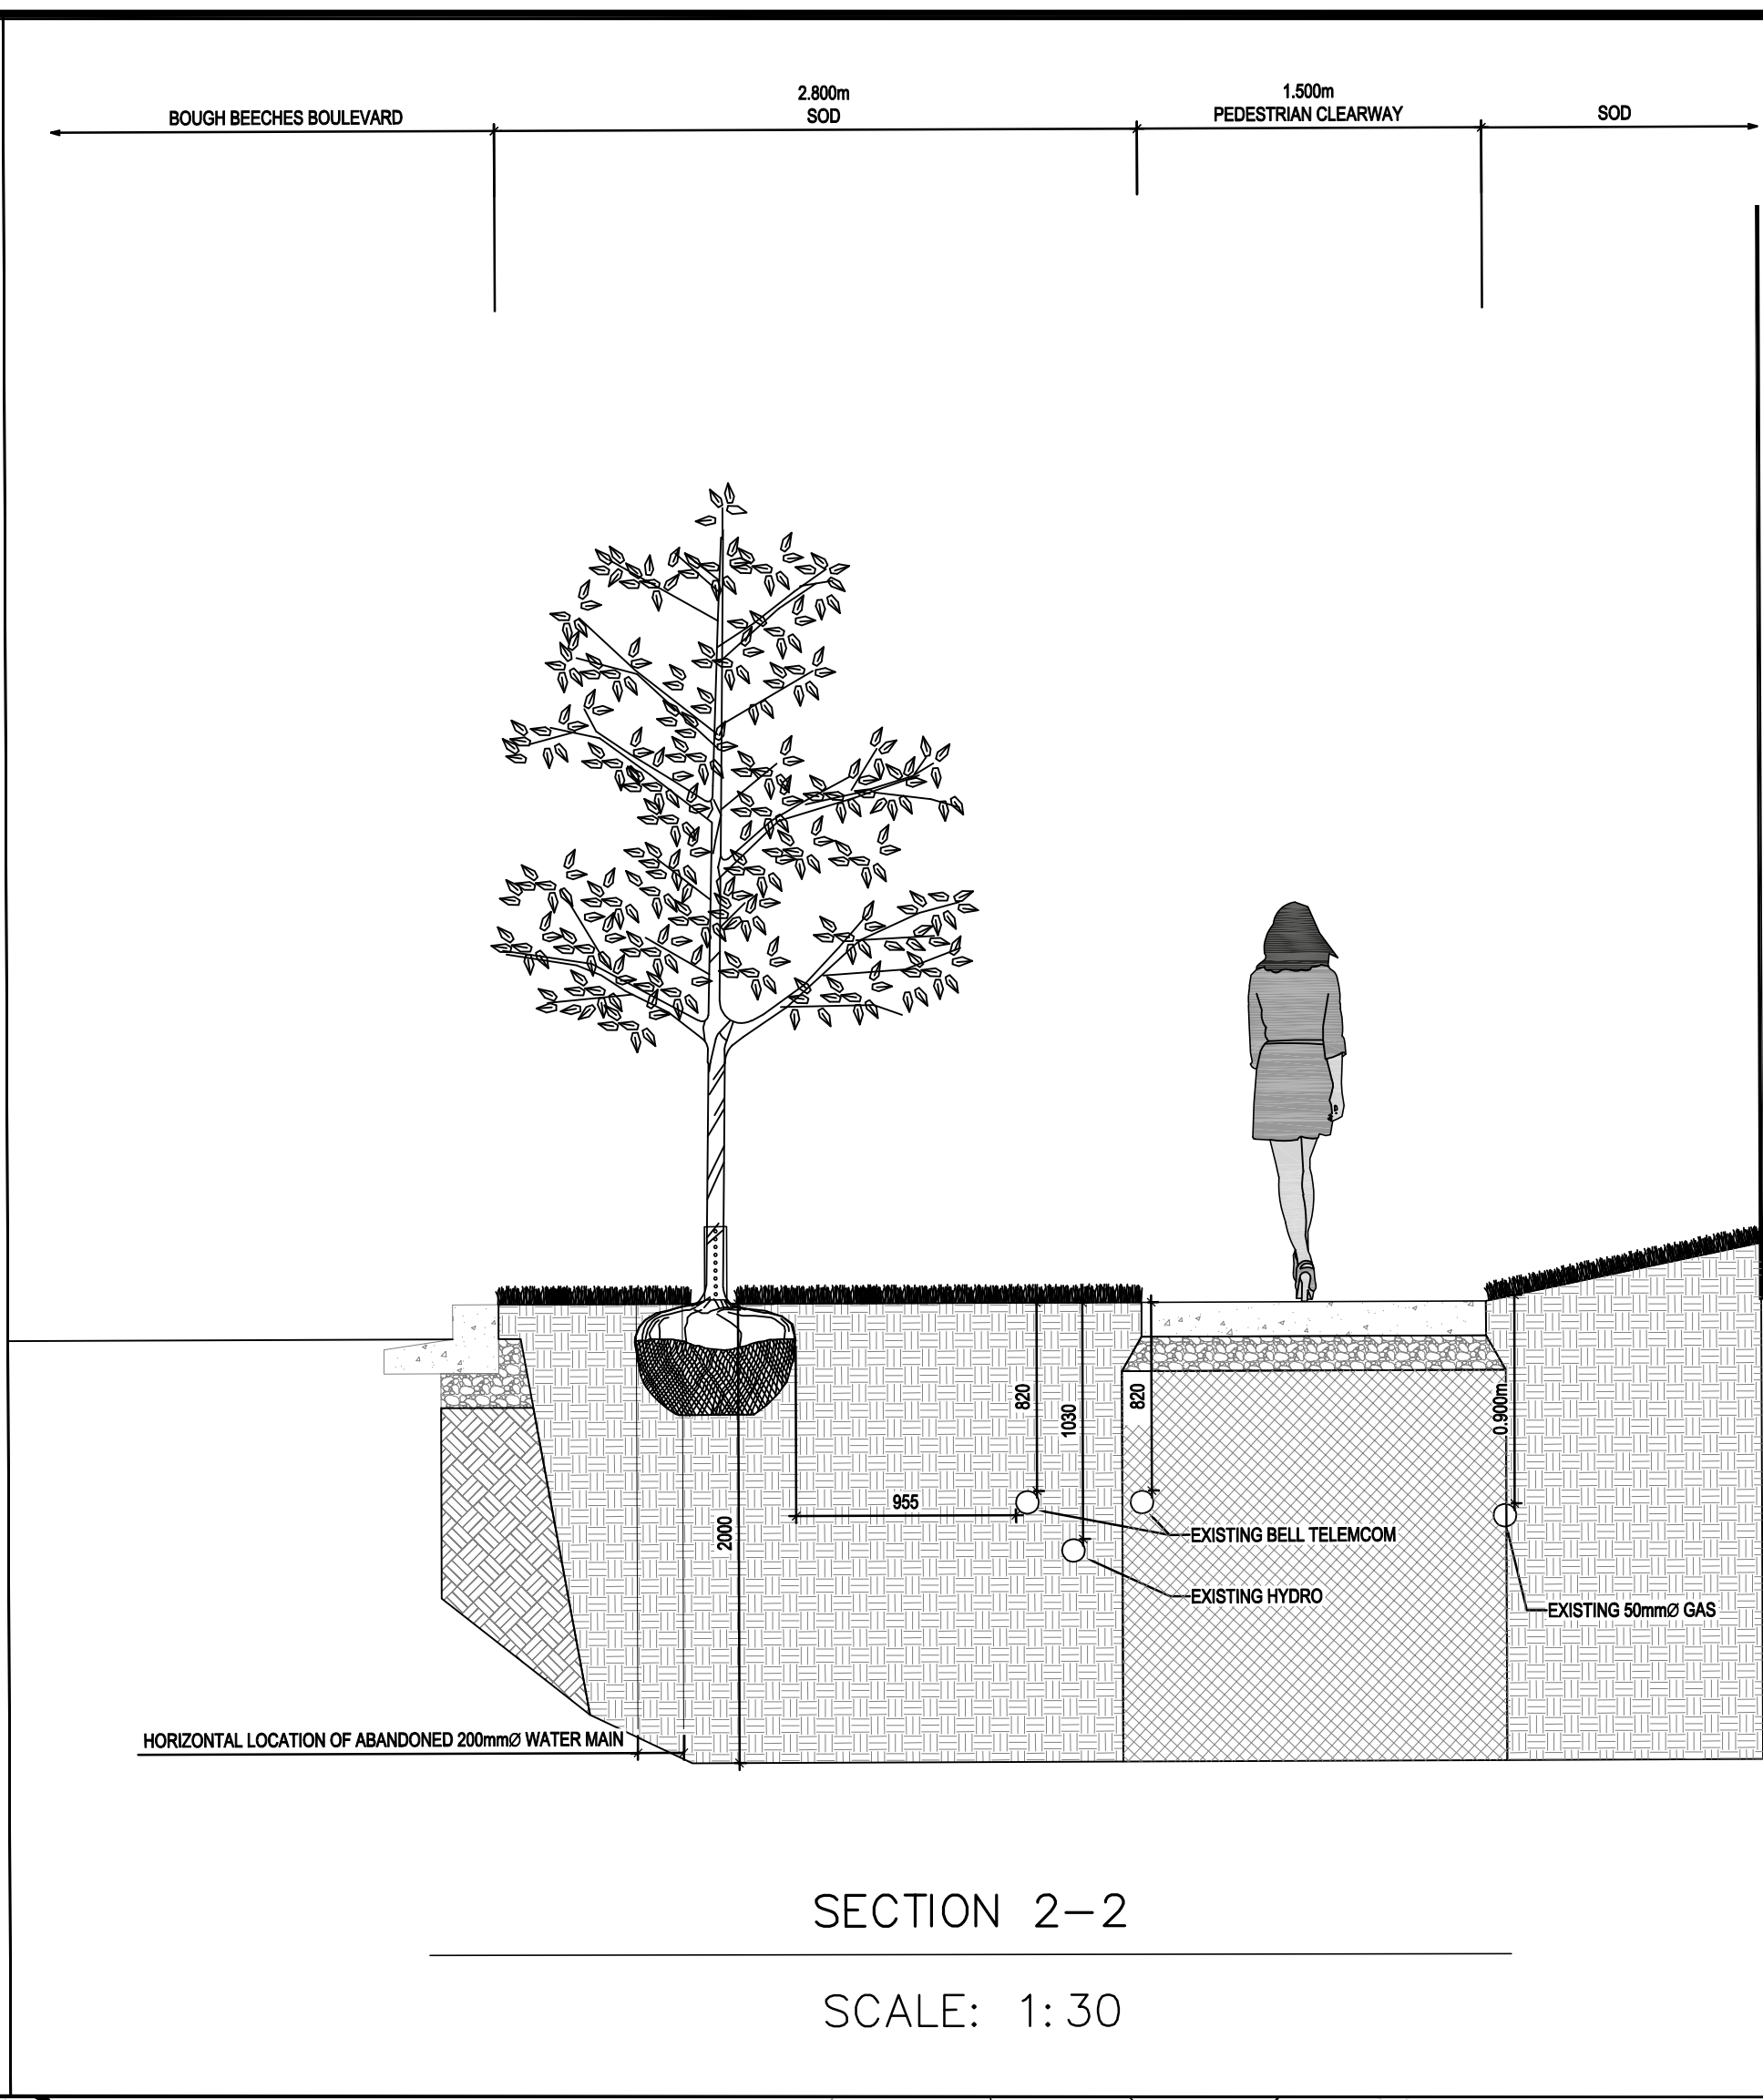 2.800m
1.500m
BOUGH BEECHES BOULEVARD
SOD
PEDESTRIAN CLEARWAY
SOD
820
1030
820
0.900m
955
2000
EXISTING BELL TELEMCOM
EXISTING HYDRO
EXISTING 50mmØ GAS
HORIZONTAL LOCATION OF ABANDONED 200mmØ WATER MAIN
SECTION 2-2
SCALE: 1:30